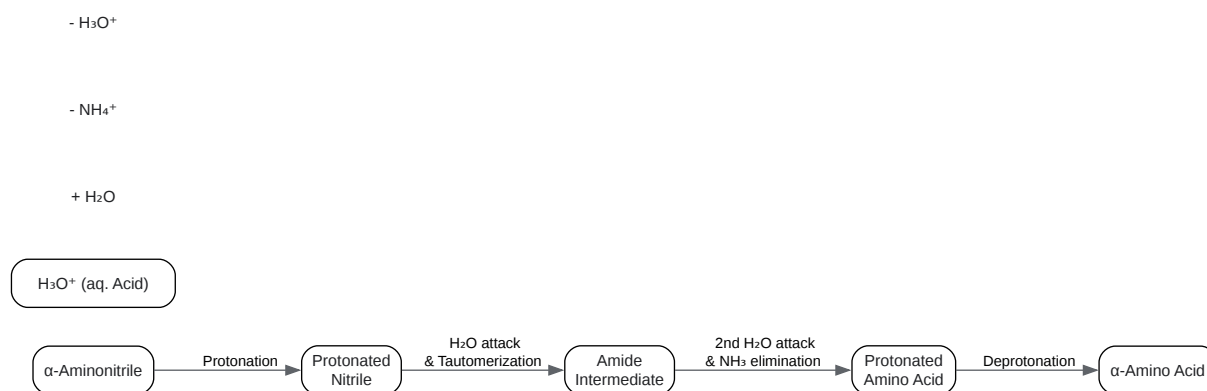 - H₃O⁺
- NH₄⁺
+ H₂O
H₃O⁺ (aq. Acid)
α-Aminonitrile
Protonation
Protonated
Nitrile
H₂O attack
& Tautomerization
Amide
Intermediate
2nd H₂O attack
& NH₃ elimination
Protonated
Amino Acid
Deprotonation
α-Amino Acid